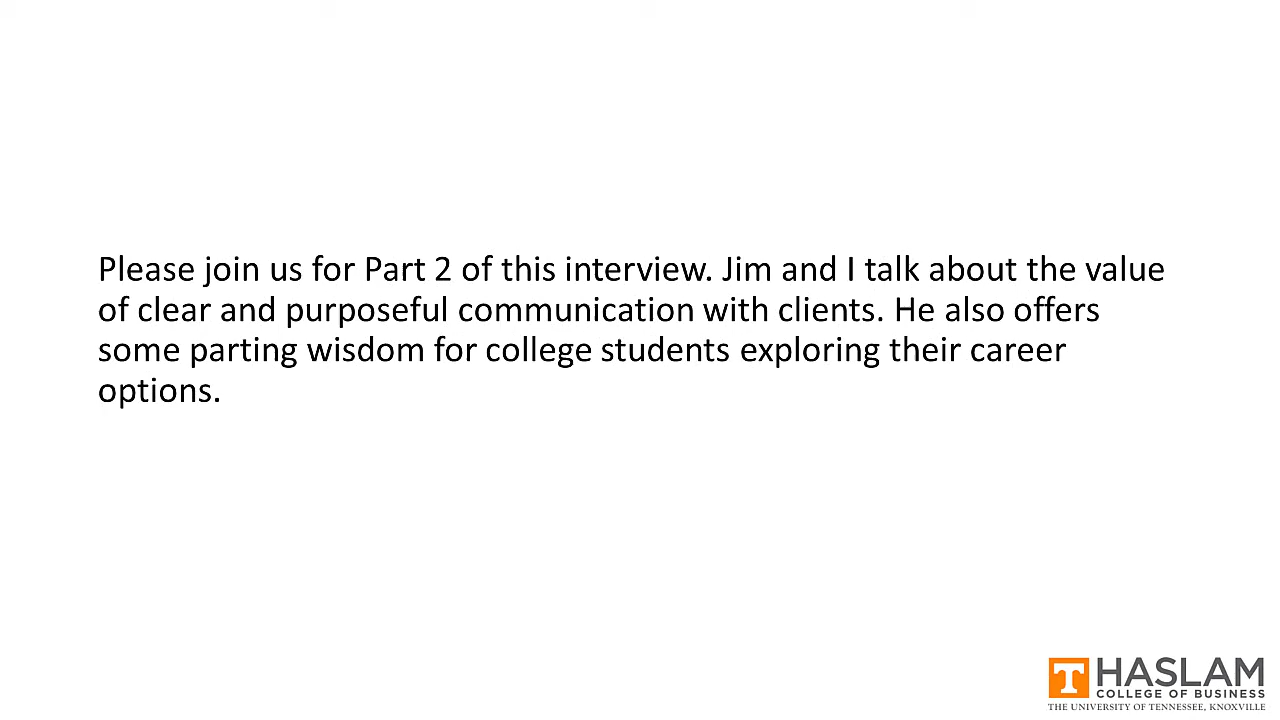 Please join us for Part 2 of this interview. Jim and I talk about the value
of clear and purposeful communication with clients. He also offers
some parting wisdom for college students exploring their career
options.
T HASLAM
COLLEGE OF BUSINESS
THE UNIVERSITY OF TENNESSEE, KNOXVILLE